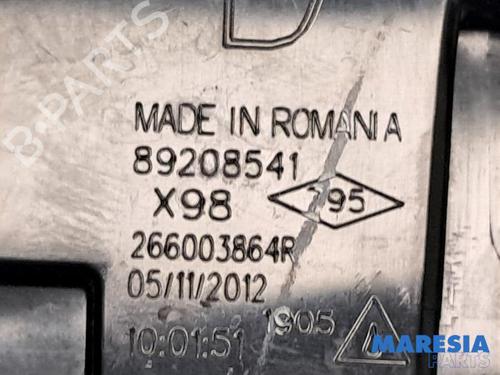 D
MADE IN ROMANIA
89208541
X98 795
266003864R
05/11/2012
10:01:51 1905
B-PARTS
MARESIA
PARTS